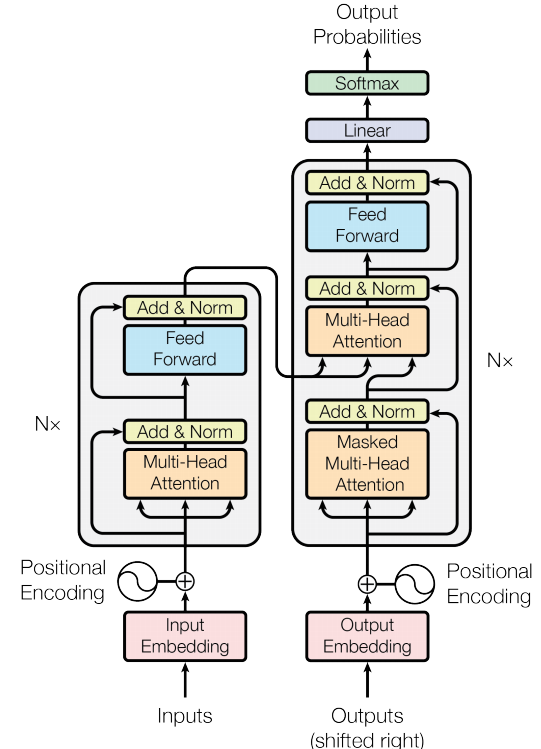 Output
Probabilities
Softmax
Linear
Add & Norm
Feed
Forward
Add & Norm
Multi-Head
Attention
Add & Norm
Masked
Multi-Head
Attention
N×
Add & Norm
Feed
Forward
Add & Norm
Multi-Head
Attention
N×
Positional
Encoding
Positional
Encoding
Input
Embedding
Output
Embedding
Inputs
Outputs
(shifted right)